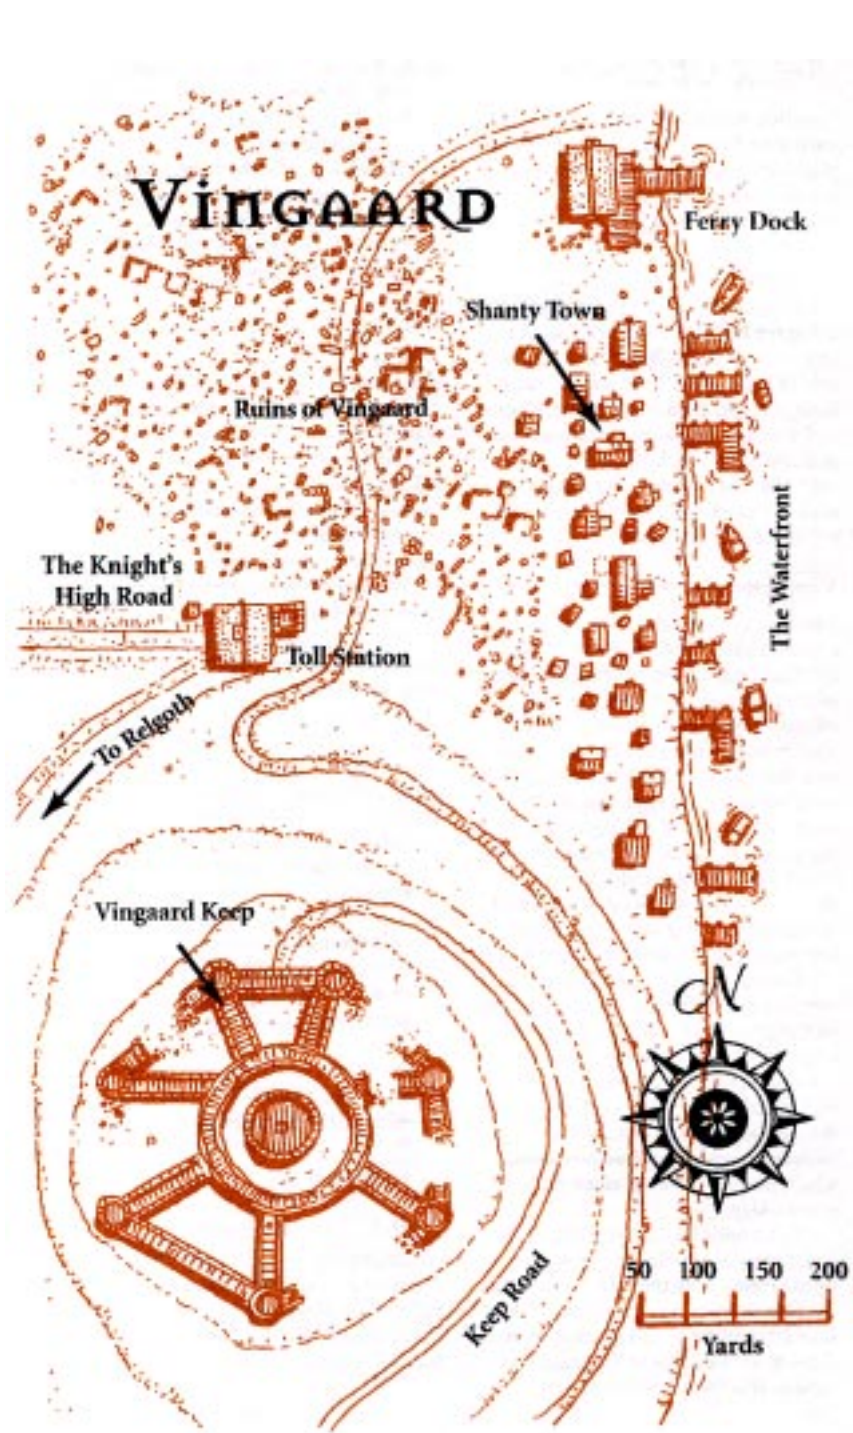 Vingaard
Ferry Dock
Shanty Town
Ruins of Vingaard
The Waterfront
The Knight's
High Road
Toll Station
To Relgoth
Vingaard Keep
N
Keep Road
50 100 150 200
Yards